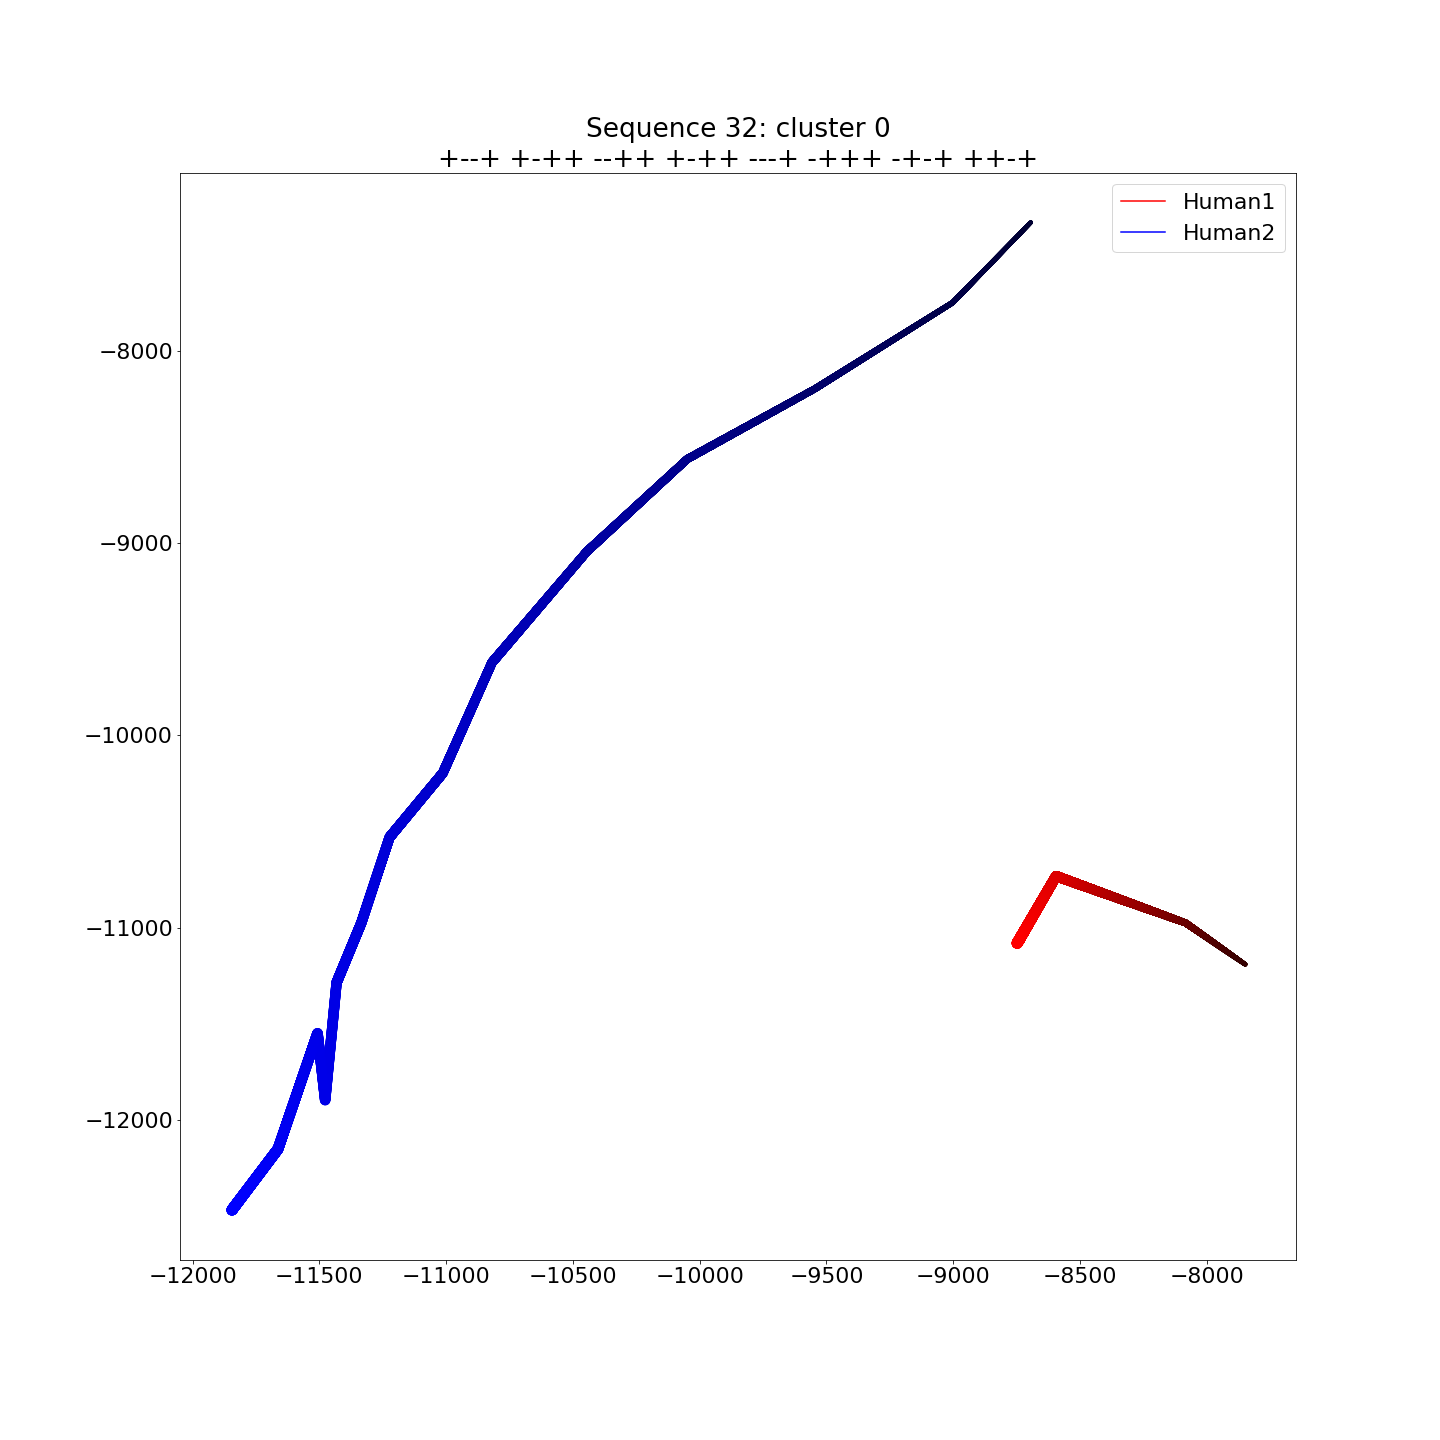 Sequence 32: cluster 0
+--+ +-++ --++ +-++ ---+ -+++ -+-+ ++-+
Human1
Human2
−8000
−9000
−10000
−11000
−12000
−12000 −11500 −11000 −10500 −10000 −9500 −9000 −8500 −8000